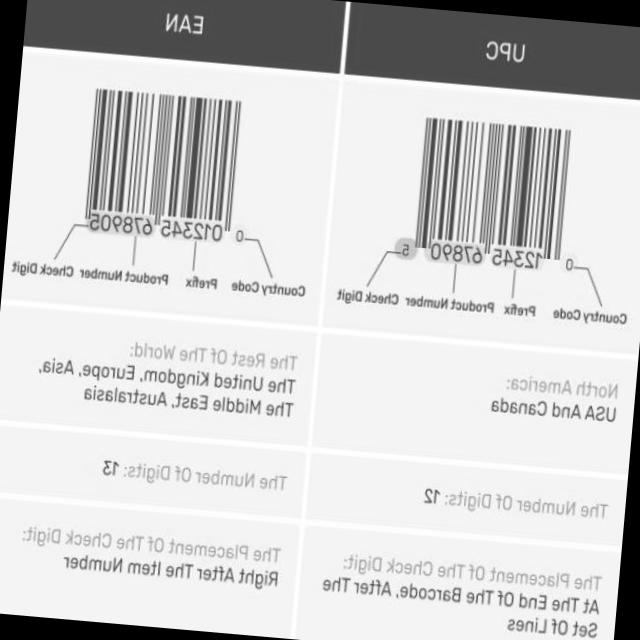 UPC
EAN
0 12345 67890 5
Country Code Prefix Product Number Check Digit
0 012345 678905
Country Code Prefix Product Number Check Digit
North America:
USA And Canada
The Rest Of The World:
The United Kingdom, Europe, Asia,
The Middle East, Australasia
The Number Of Digits: 12
The Number Of Digits: 13
The Placement Of The Check Digit:
At The End Of The Barcode, After The
Set Of Lines
The Placement Of The Check Digit:
Right After The Item Number